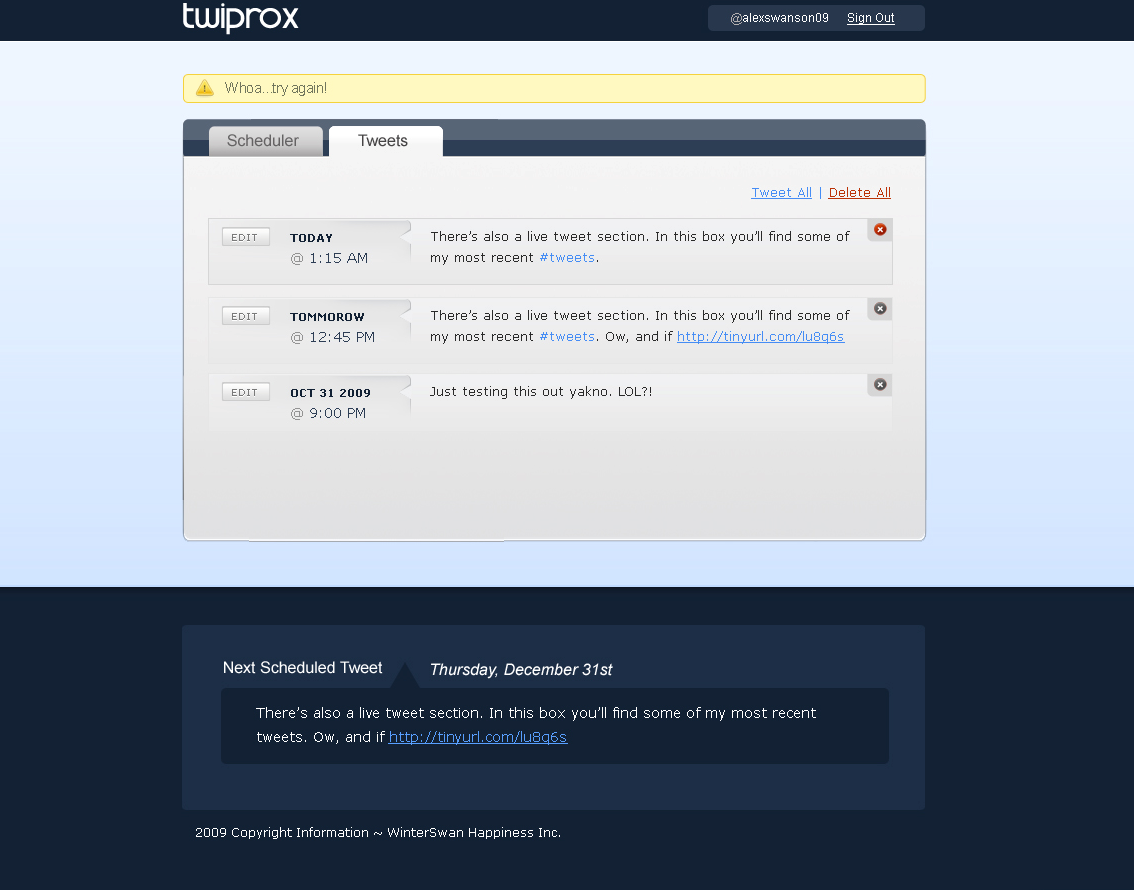 twiprox
@alexswanson09 Sign Out
Whoa...try again!
Scheduler Tweets
Tweet All | Delete All
EDIT TODAY There's also a live tweet section. In this box you'll find some of
@ 1:15 AM my most recent #tweets.
EDIT TOMMOROW There's also a live tweet section. In this box you'll find some of
@ 12:45 PM my most recent #tweets. Ow, and if http://tinyurl.com/lu8q6s
EDIT OCT 31 2009 Just testing this out yakno. LOL?!
@ 9:00 PM
Next Scheduled Tweet Thursday, December 31st
There's also a live tweet section. In this box you'll find some of my most recent
tweets. Ow, and if http://tinyurl.com/lu8q6s
2009 Copyright Information ~ WinterSwan Happiness Inc.